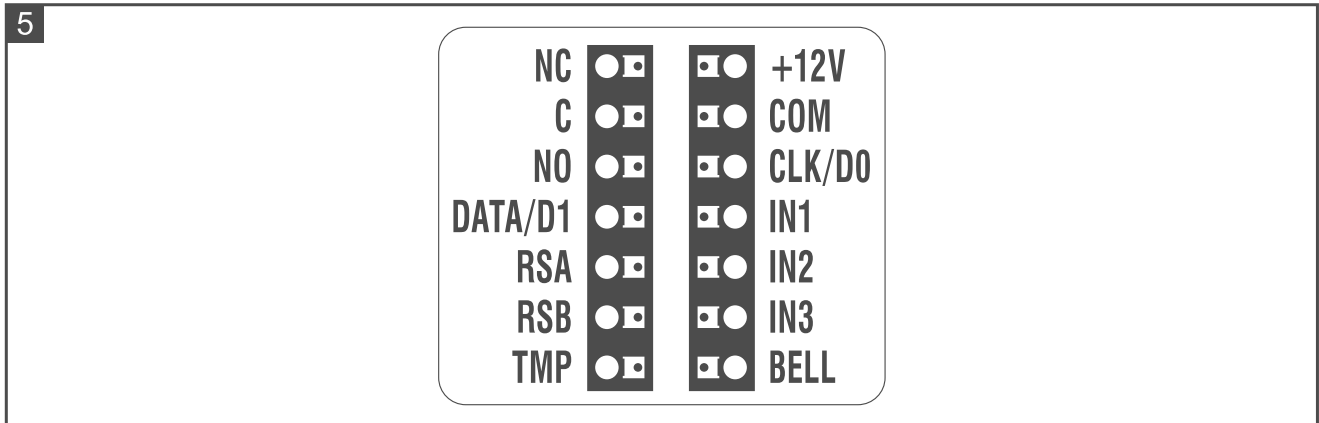 5
NC +12V
C COM
NO CLK/D0
DATA/D1 IN1
RSA IN2
RSB IN3
TMP BELL